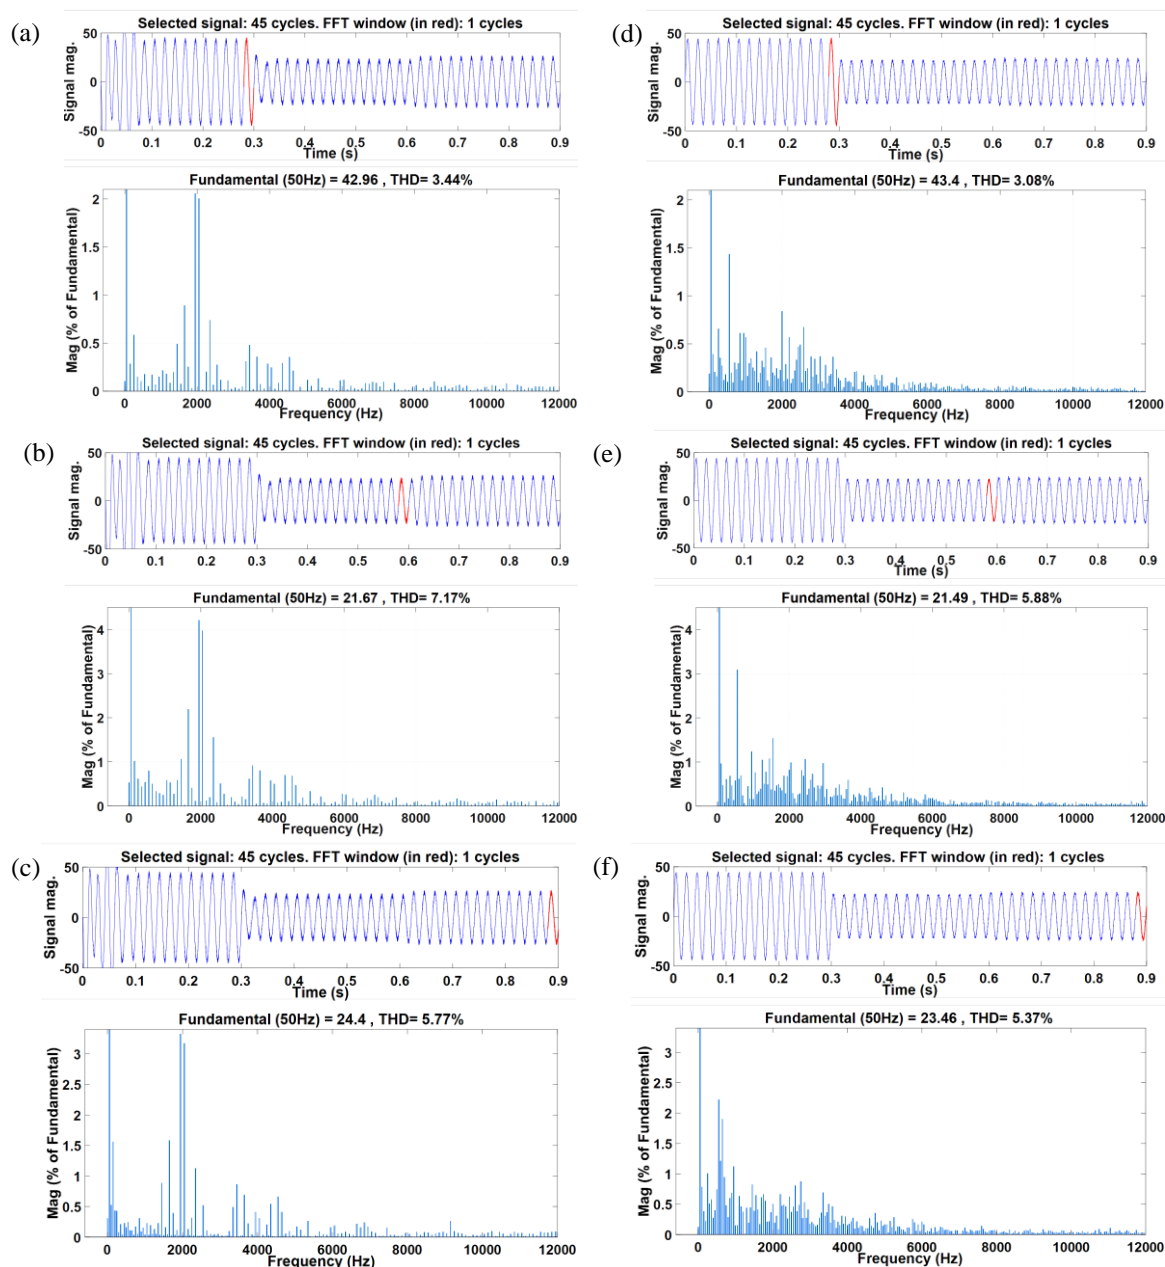 (a)
Selected signal: 45 cycles. FFT window (in red): 1 cycles
Signal mag.
50
0
-50
0 0.1 0.2 0.3 0.4 0.5 0.6 0.7 0.8 0.9
Time (s)
Fundamental (50Hz) = 42.96 , THD= 3.44%
Mag (% of Fundamental)
2
1.5
1
0.5
0
0 2000 4000 6000 8000 10000 12000
Frequency (Hz)
(d)
Selected signal: 45 cycles. FFT window (in red): 1 cycles
Signal mag.
50
0
-50
0 0.1 0.2 0.3 0.4 0.5 0.6 0.7 0.8 0.9
Time (s)
Fundamental (50Hz) = 43.4 , THD= 3.08%
Mag (% of Fundamental)
2
1.5
1
0.5
0
0 2000 4000 6000 8000 10000 12000
Frequency (Hz)
(b)
Selected signal: 45 cycles. FFT window (in red): 1 cycles
Signal mag.
50
0
-50
0 0.1 0.2 0.3 0.4 0.5 0.6 0.7 0.8 0.9
Time (s)
Fundamental (50Hz) = 21.67 , THD= 7.17%
Mag (% of Fundamental)
4
3
2
1
0
0 2000 4000 6000 8000 10000 12000
Frequency (Hz)
(e)
Selected signal: 45 cycles. FFT window (in red): 1 cycles
Signal mag.
50
0
-50
0 0.1 0.2 0.3 0.4 0.5 0.6 0.7 0.8 0.9
Time (s)
Fundamental (50Hz) = 21.49 , THD= 5.88%
Mag (% of Fundamental)
4
3
2
1
0
0 2000 4000 6000 8000 10000 12000
Frequency (Hz)
(c)
Selected signal: 45 cycles. FFT window (in red): 1 cycles
Signal mag.
50
0
-50
0 0.1 0.2 0.3 0.4 0.5 0.6 0.7 0.8 0.9
Time (s)
Fundamental (50Hz) = 24.4 , THD= 5.77%
Mag (% of Fundamental)
3
2.5
2
1.5
1
0.5
0
0 2000 4000 6000 8000 10000 12000
Frequency (Hz)
(f)
Selected signal: 45 cycles. FFT window (in red): 1 cycles
Signal mag.
50
0
-50
0 0.1 0.2 0.3 0.4 0.5 0.6 0.7 0.8 0.9
Time (s)
Fundamental (50Hz) = 23.46 , THD= 5.37%
Mag (% of Fundamental)
3
2.5
2
1.5
1
0.5
0
0 2000 4000 6000 8000 10000 12000
Frequency (Hz)